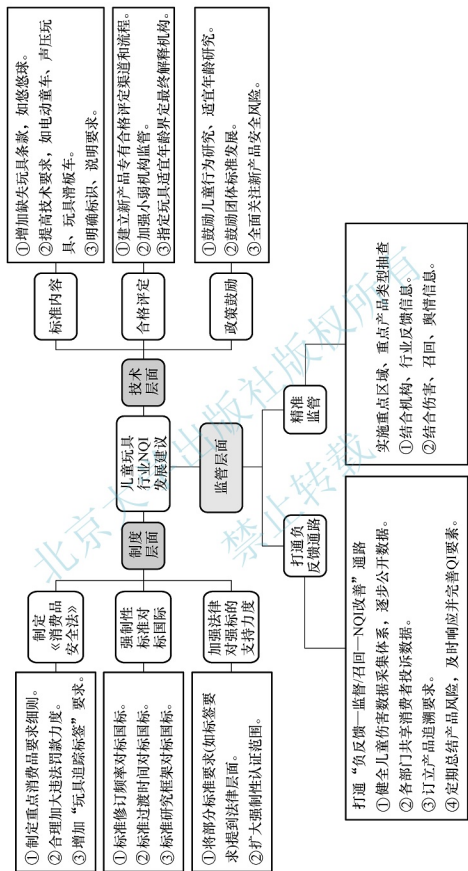 儿童玩具
行业NQI
发展建议
制度
层面
制定
《消费品
安全法》
①制定重点消费品要求细则。
②合理加大违法罚款力度。
③增加“玩具追踪标签”要求。
强制性
标准对
标国际
①标准修订频率对标国标。
②标准过渡时间对标国标。
③标准研究框架对标国标。
加强法律
对强标的
支持力度
①将部分标准要求(如标签要
求)提到法律层面。
②扩大强制性认证范围。
技术
层面
标准内容
①增加缺失玩具条款，如悠悠球。
②提高技术要求，如电动童车、声压玩
具、玩具滑板车。
③明确标识、说明要求。
合格评定
①建立新产品专有合格评定渠道和流程。
②加强小弱机构监管。
③指定玩具适宜年龄界定最终解释机构。
政策鼓励
①鼓励儿童行为研究、适宜年龄研究。
②鼓励团体标准发展。
③全面关注新产品安全风险。
监管层面
打通负
反馈通路
打通“负反馈—监督/召回—NQI改善”通路
①健全儿童伤害数据采集体系，逐步公开数据。
②各部门共享消费者投诉数据。
③订立产品追溯要求。
④定期总结产品风险，及时响应并完善QI要素。
精准
监管
实施重点区域、重点产品类型抽查
①结合机构、行业反馈信息。
②结合伤害、召回、舆情信息。
北京大学出版社版权所有
禁止转载